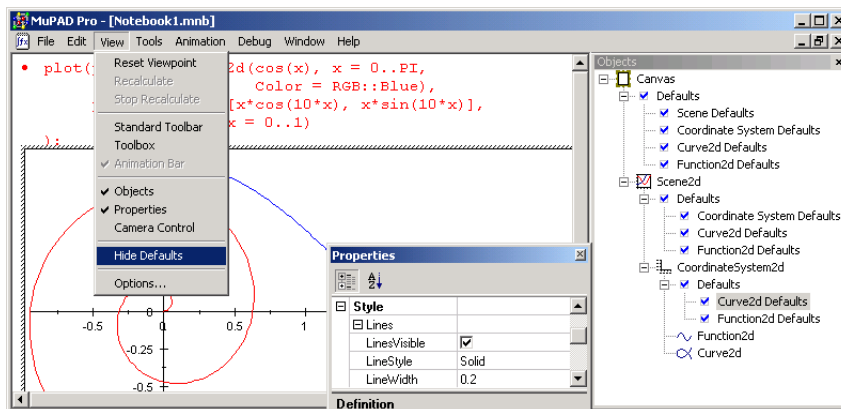 MuPAD Pro - [Notebook1.mnb]
File Edit View Tools Animation Debug Window Help
plot( 2d(cos(x), x = 0..PI,
Color = RGB::Blue),
[x*cos(10*x), x*sin(10*x)],
x = 0..1)
);
Reset Viewpoint
Recalculate
Stop Recalculate
Standard Toolbar
Toolbox
Animation Bar
Objects
Properties
Camera Control
Hide Defaults
Options...
-0.5
0
0.5
1
-0.25
-0.5
Properties
Style
Lines
LinesVisible
LineStyle Solid
LineWidth 0.2
Definition
Objects
Canvas
Defaults
Scene Defaults
Coordinate System Defaults
Curve2d Defaults
Function2d Defaults
Scene2d
Defaults
Coordinate System Defaults
Curve2d Defaults
Function2d Defaults
CoordinateSystem2d
Defaults
Curve2d Defaults
Function2d Defaults
Function2d
Curve2d